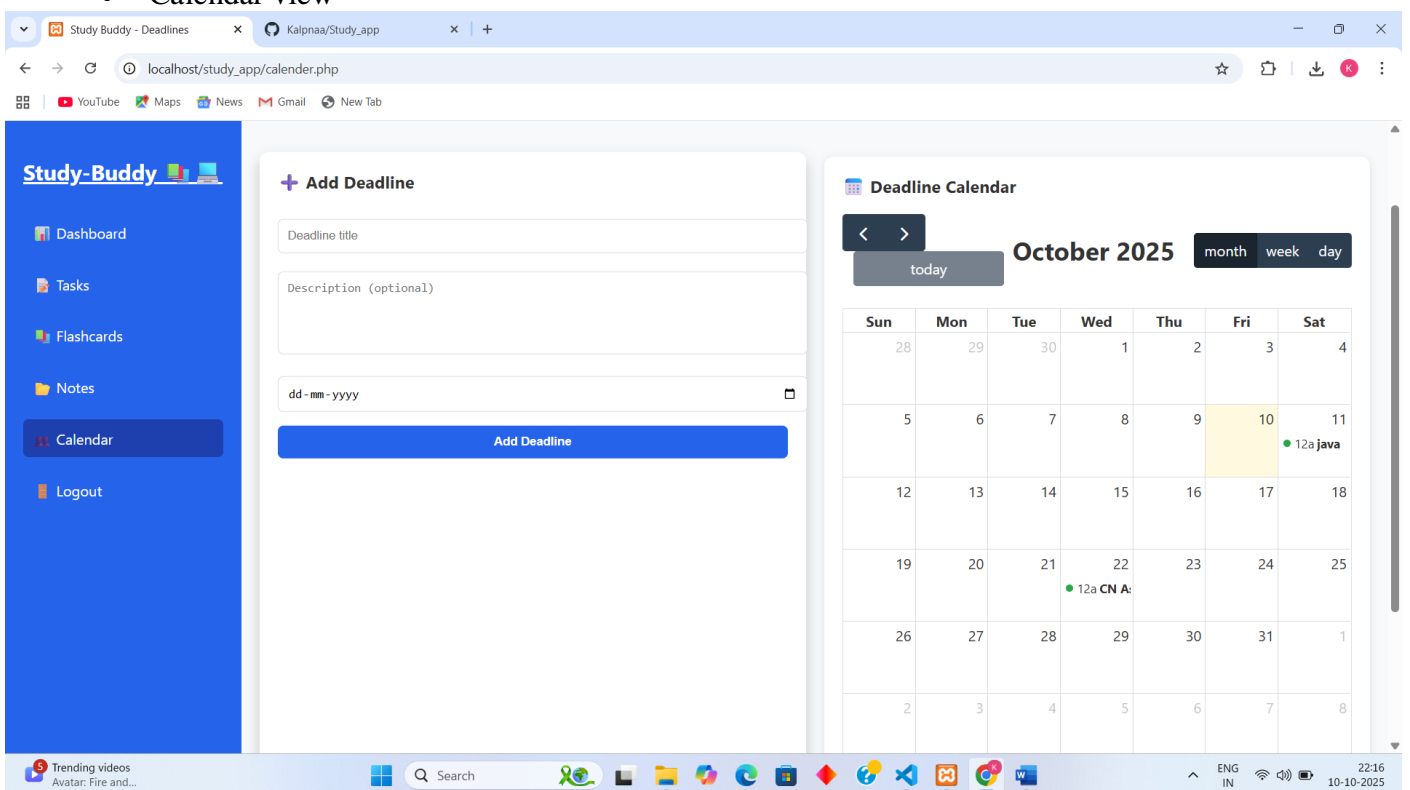 Calendar view
Study Buddy - Deadlines
Kalpnaa/Study_app
localhost/study_app/calender.php
K
YouTube Maps News Gmail New Tab
Study-Buddy
Dashboard
Tasks
Flashcards
Notes
Calendar
Logout
Add Deadline
Deadline title
Description (optional)
dd-mm-yyyy
Add Deadline
Deadline Calendar
today
October 2025
month week day
Sun Mon Tue Wed Thu Fri Sat
28 29 30 1 2 3 4
5 6 7 8 9 10 11
12a java
12 13 14 15 16 17 18
19 20 21 22 23 24 25
12a CN A
26 27 28 29 30 31 1
2 3 4 5 6 7 8
5
Trending videos
Avatar: Fire and...
Search
ENG
IN
22:16
10-10-2025